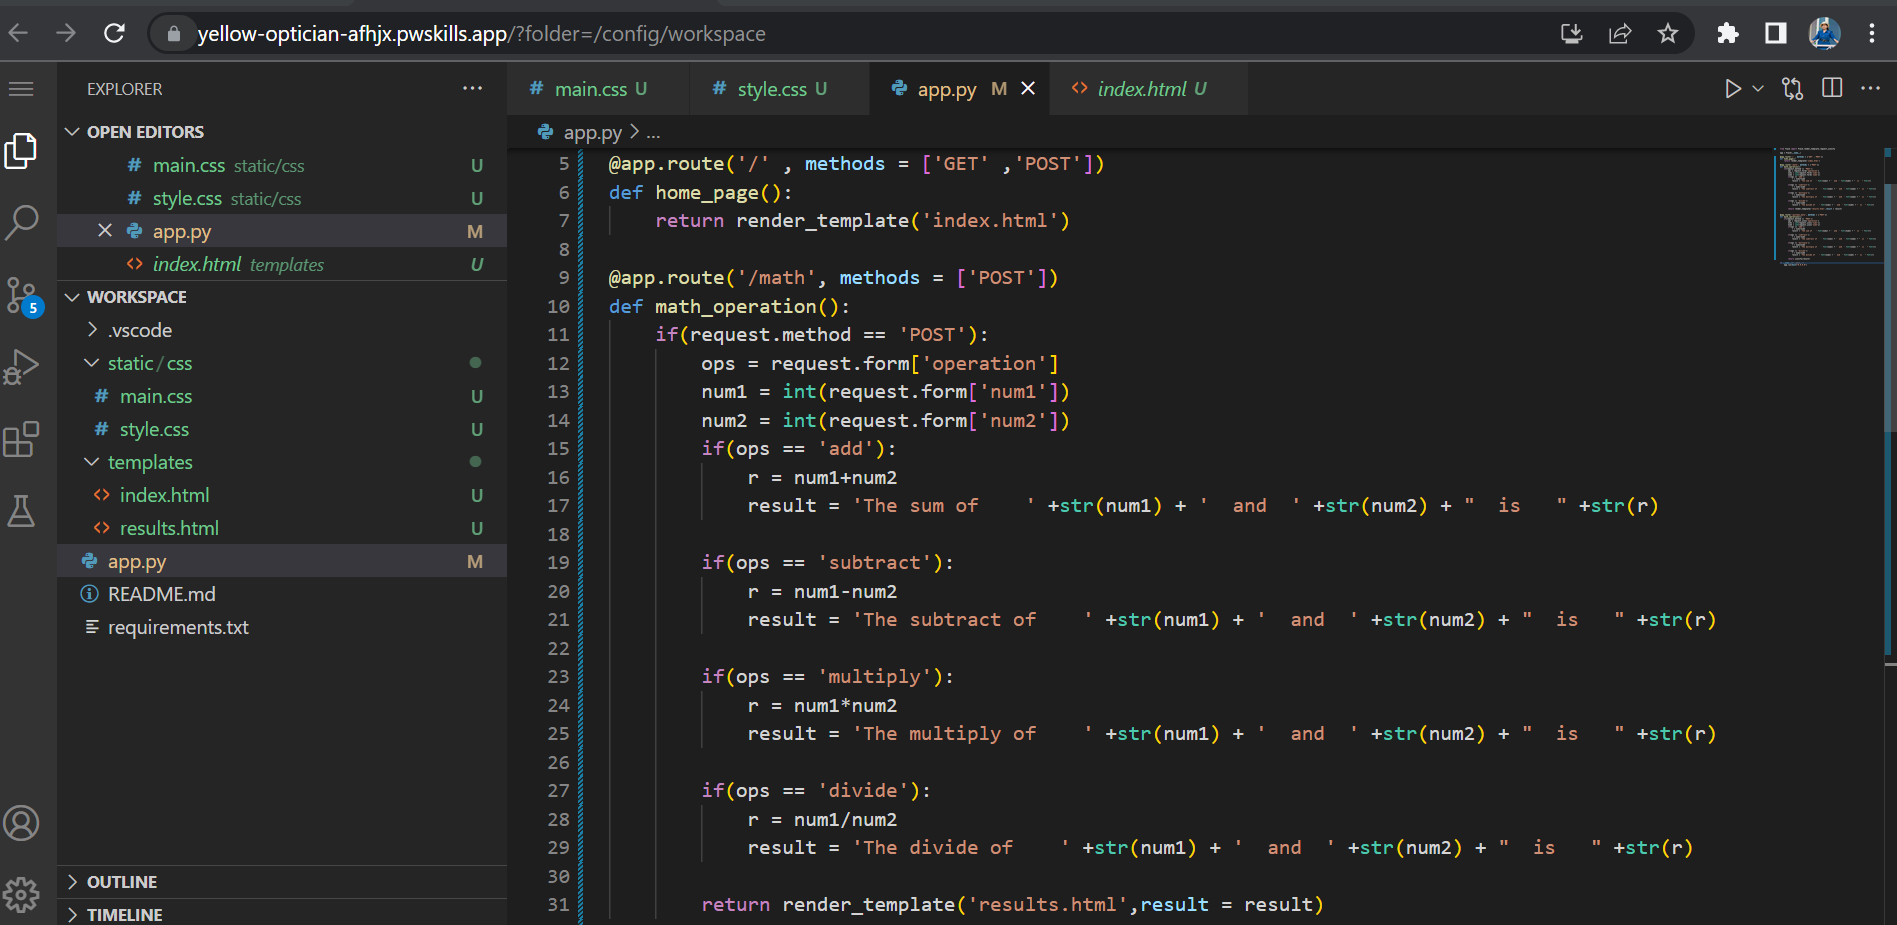 yellow-optician-afhjx.pwskills.app/?folder=/config/workspace
EXPLORER
OPEN EDITORS
main.css static/css U
style.css static/css U
app.py M
index.html templates U
WORKSPACE
.vscode
static/css
main.css U
style.css U
templates
index.html U
results.html U
app.py M
README.md
requirements.txt
OUTLINE
TIMELINE
5
main.css U
style.css U
app.py M
index.html U
app.py > ...
5 @app.route('/' , methods = ['GET' ,'POST'])
6 def home_page():
7     return render_template('index.html')
8
9 @app.route('/math', methods = ['POST'])
10 def math_operation():
11     if(request.method == 'POST'):
12         ops = request.form['operation']
13         num1 = int(request.form['num1'])
14         num2 = int(request.form['num2'])
15         if(ops == 'add'):
16             r = num1+num2
17             result = 'The sum of    ' +str(num1) + '  and  ' +str(num2) + "  is   " +str(r)
18
19         if(ops == 'subtract'):
20             r = num1-num2
21             result = 'The subtract of    ' +str(num1) + '  and  ' +str(num2) + "  is   " +str(r)
22
23         if(ops == 'multiply'):
24             r = num1*num2
25             result = 'The multiply of    ' +str(num1) + '  and  ' +str(num2) + "  is   " +str(r)
26
27         if(ops == 'divide'):
28             r = num1/num2
29             result = 'The divide of    ' +str(num1) + '  and  ' +str(num2) + "  is   " +str(r)
30
31         return render_template('results.html',result = result)